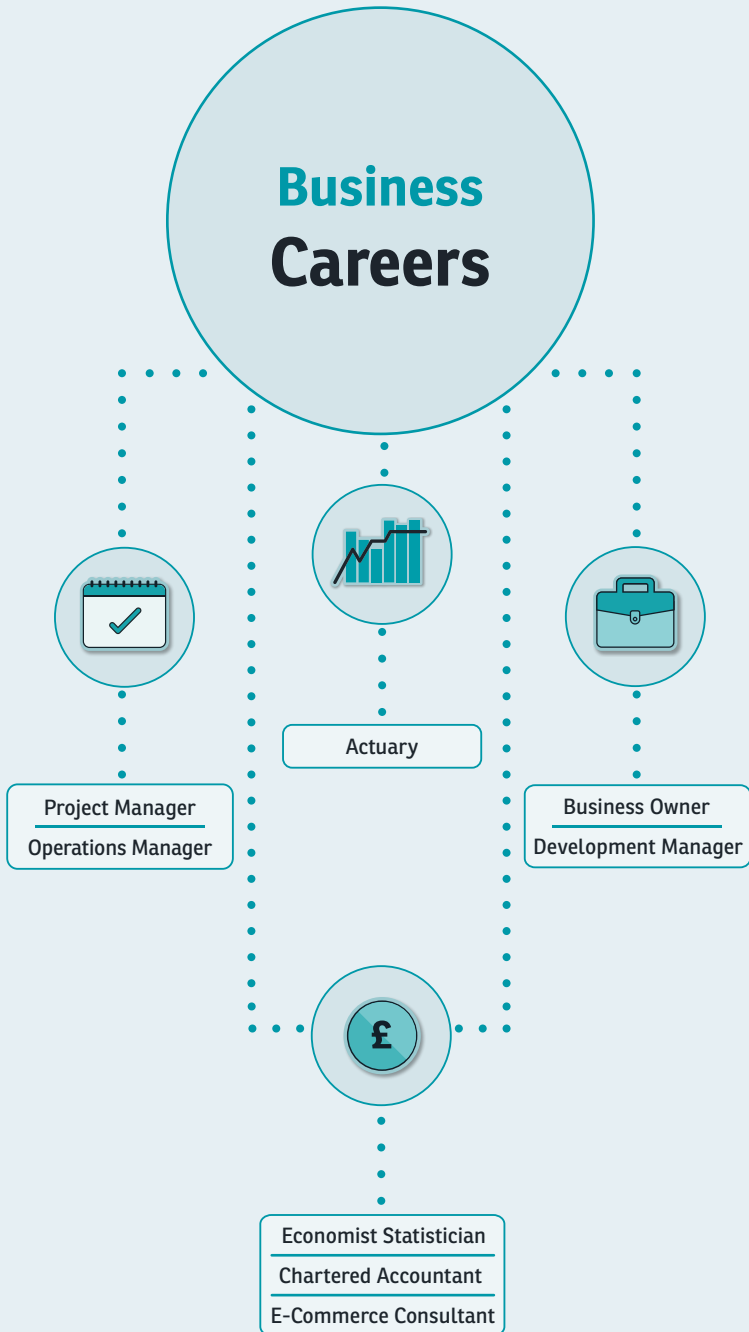 Business
Careers
Actuary
Project Manager
Operations Manager
Business Owner
Development Manager
£
Economist Statistician
Chartered Accountant
E-Commerce Consultant